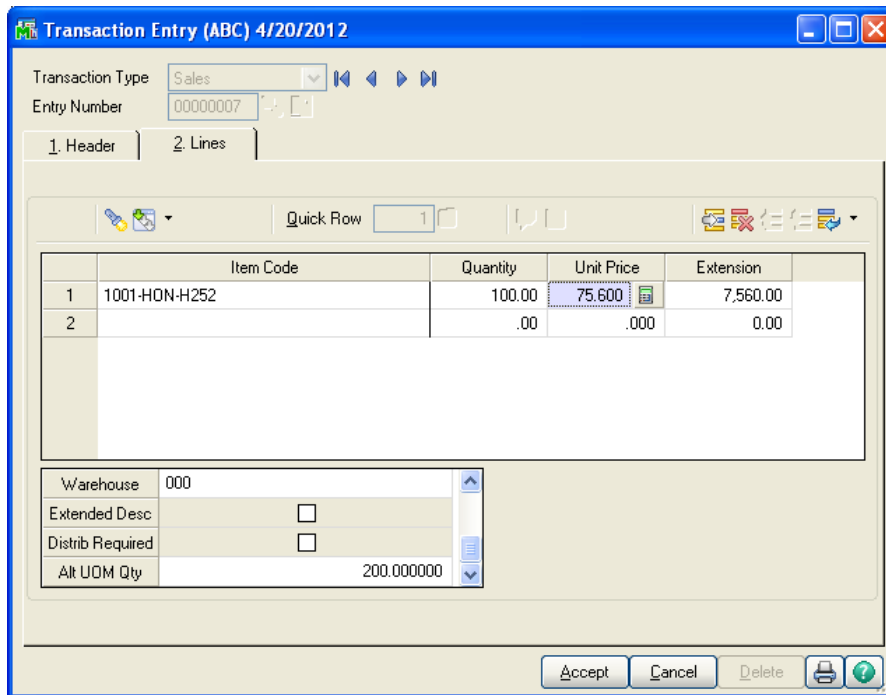 Transaction Entry (ABC) 4/20/2012
Transaction Type Sales
Entry Number 00000007
1. Header 2. Lines
Quick Row 1
Item Code Quantity Unit Price Extension
1 1001-HON-H252 100.00 75.600 7,560.00
2 .00 .000 0.00
Warehouse 000
Extended Desc
Distrib Required
Alt UOM Qty 200.000000
Accept Cancel Delete